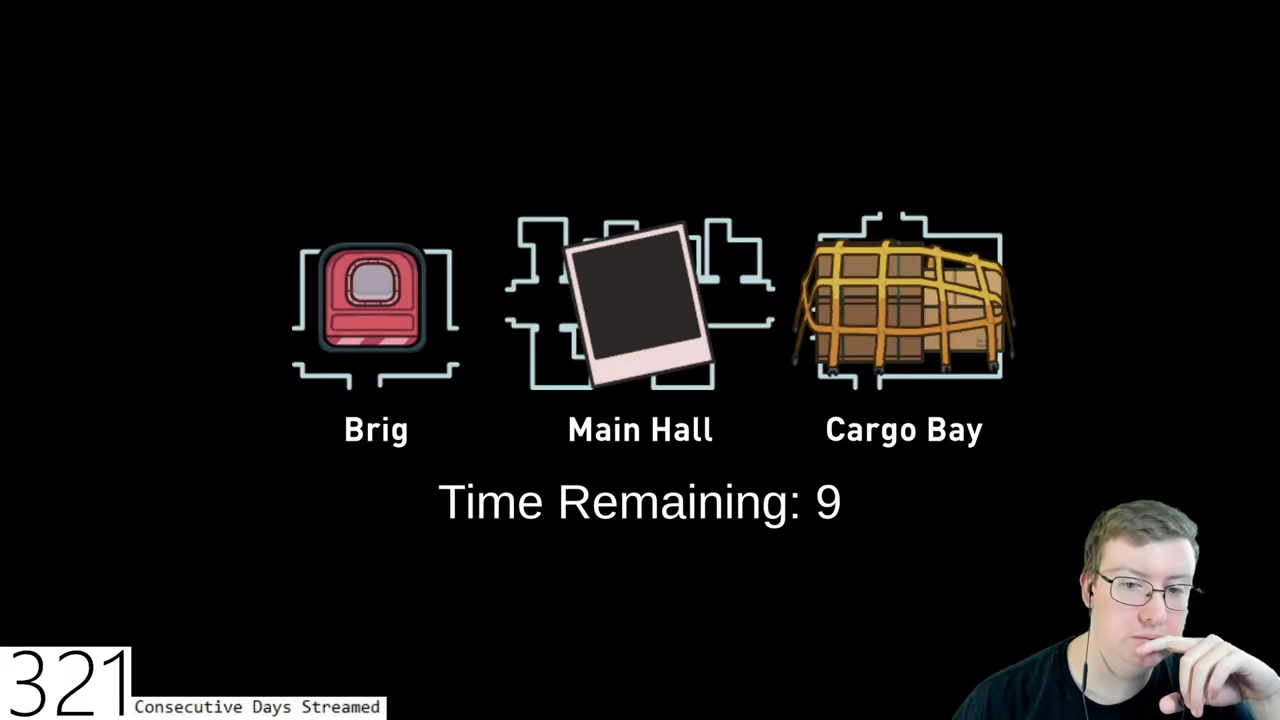 Brig
Main Hall
Cargo Bay
Time Remaining: 9
321
Consecutive Days Streamed